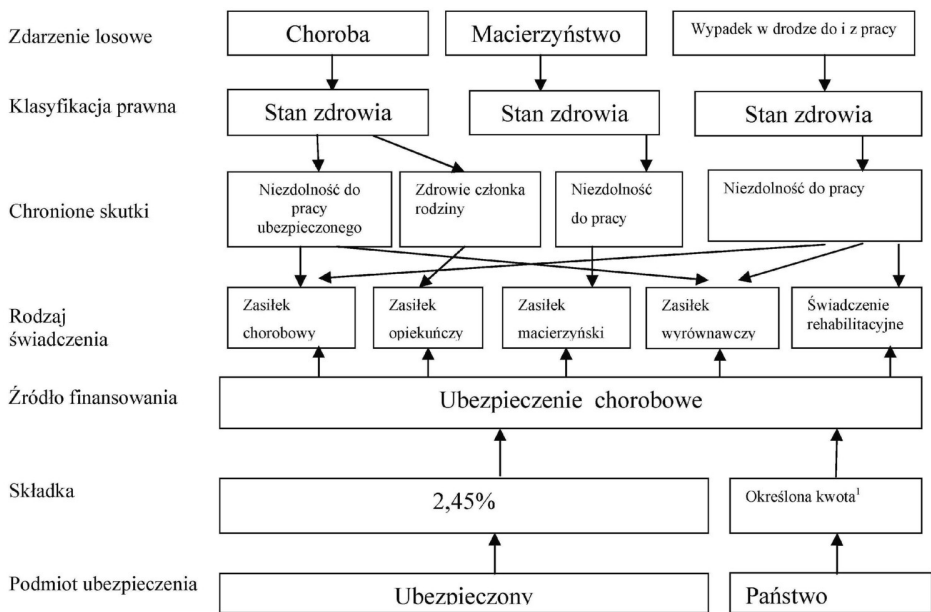 Zdarzenie losowe
Choroba
Macierzyństwo
Wypadek w drodze do i z pracy
Klasyfikacja prawna
Stan zdrowia
Stan zdrowia
Stan zdrowia
Chronione skutki
Niezdolność do
pracy
ubezpieczonego
Zdrowie członka
rodziny
Niezdolność
do pracy
Niezdolność do pracy
Rodzaj
świadczenia
Zasiłek
chorobowy
Zasiłek
opiekuńczy
Zasiłek
macierzyński
Zasiłek
wyrównawczy
Świadczenie
rehabilitacyjne
Źródło finansowania
Ubezpieczenie chorobowe
Składka
2,45%
Określona kwota¹
Podmiot ubezpieczenia
Ubezpieczony
Państwo